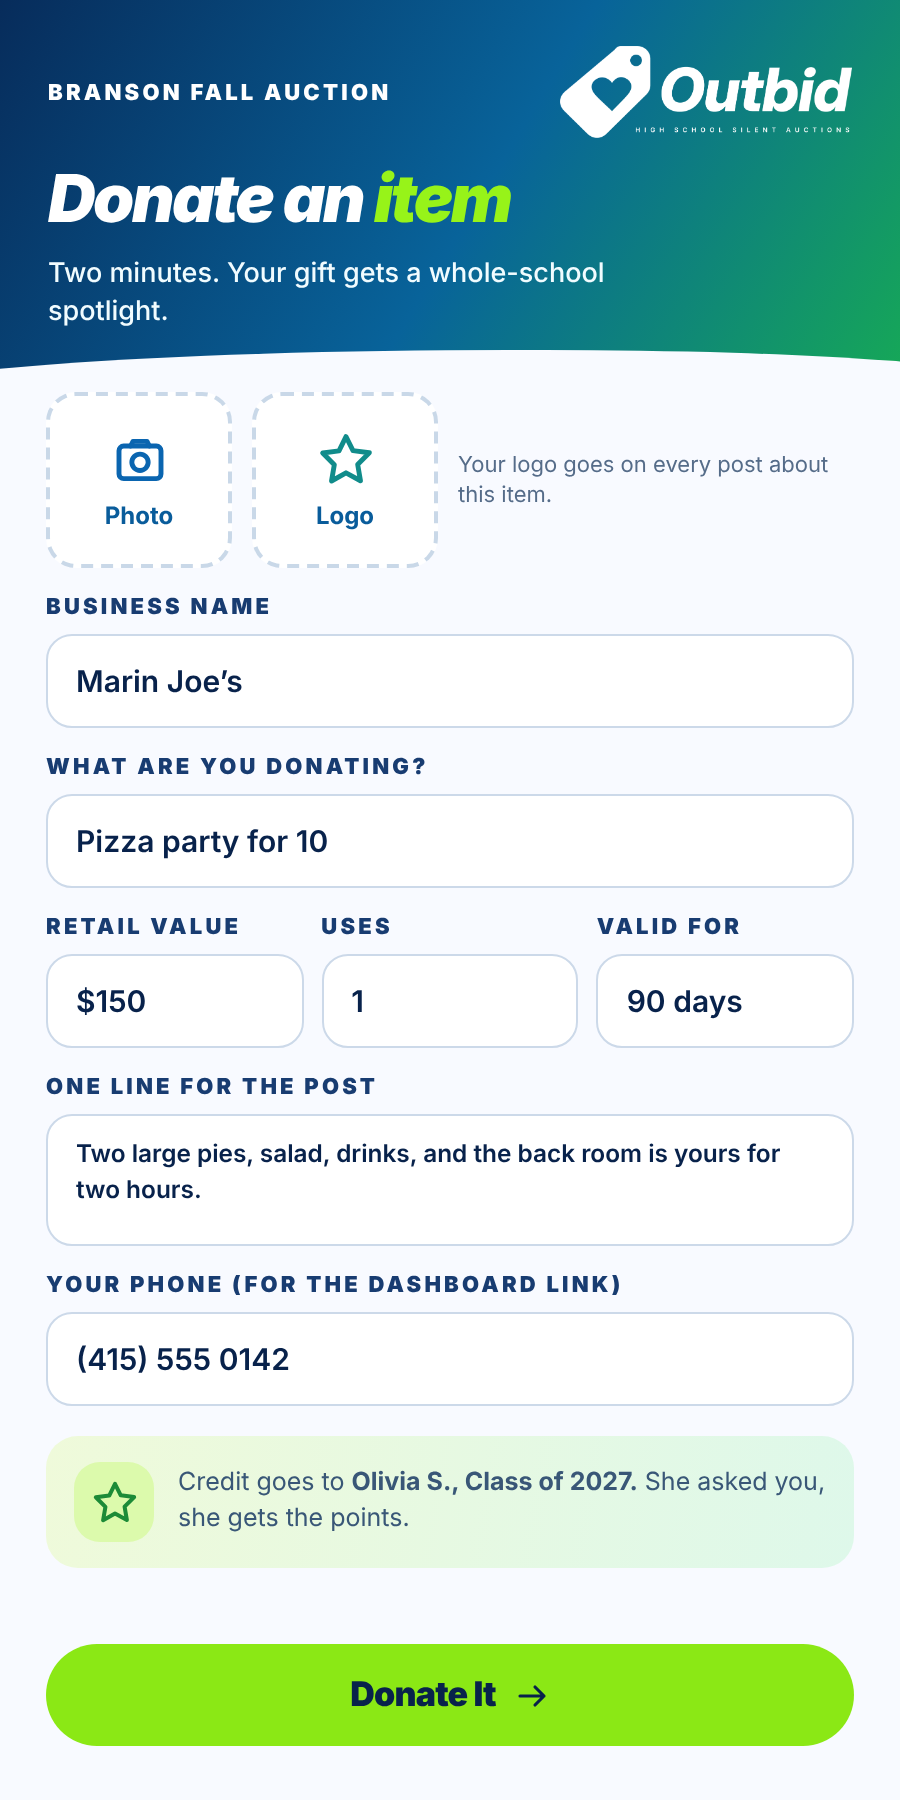 BRANSON FALL AUCTION
Outbid
HIGH SCHOOL SILENT AUCTIONS
Donate an item
Two minutes. Your gift gets a whole-school
spotlight.
Photo
Logo
Your logo goes on every post about
this item.
BUSINESS NAME
Marin Joe’s
WHAT ARE YOU DONATING?
Pizza party for 10
RETAIL VALUE
USES
VALID FOR
$150
1
90 days
ONE LINE FOR THE POST
Two large pies, salad, drinks, and the back room is yours for
two hours.
YOUR PHONE (FOR THE DASHBOARD LINK)
(415) 555 0142
Credit goes to Olivia S., Class of 2027. She asked you,
she gets the points.
Donate It →